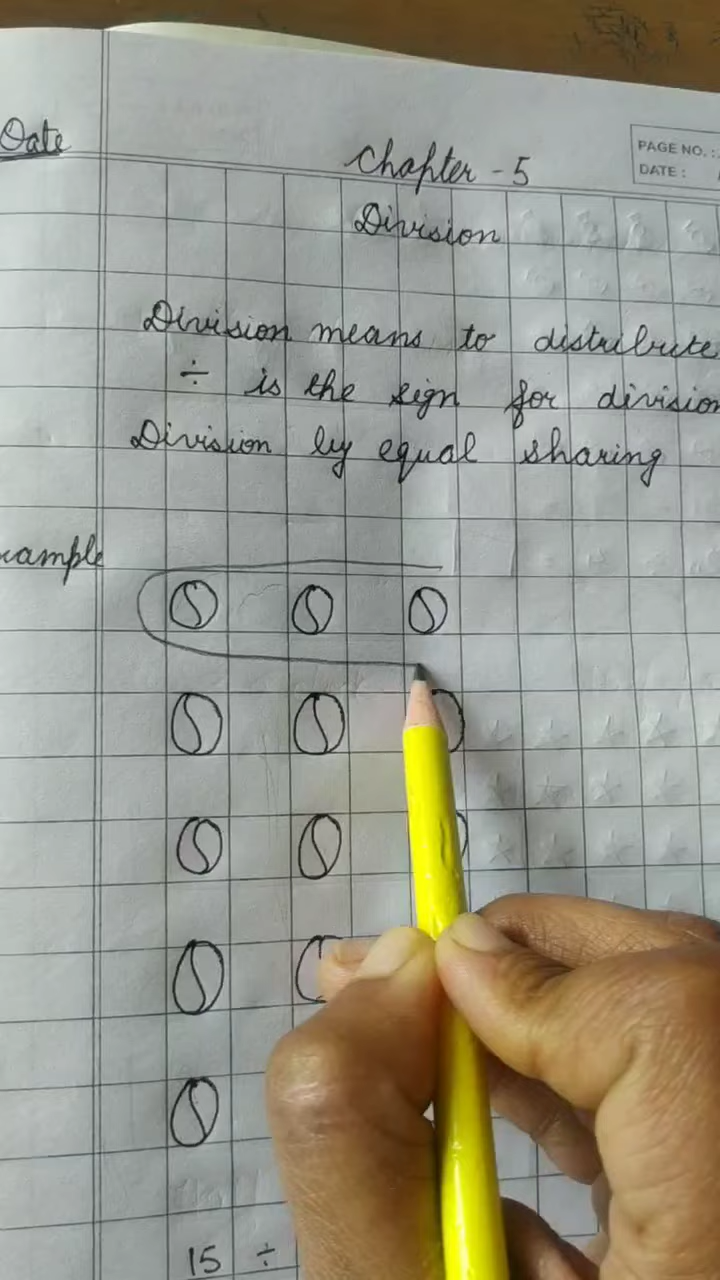 Date
PAGE NO. :
DATE :
Chapter - 5
Division
Division means to distribute
÷ is the sign for division
Division by equal sharing
xample
15 ÷